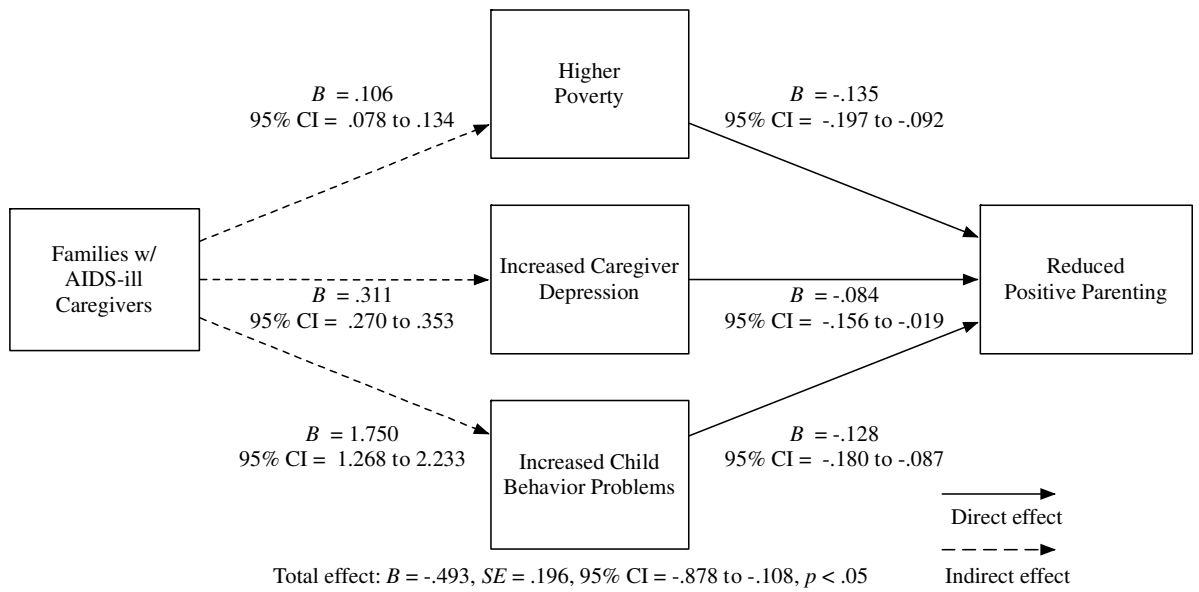 Higher
Poverty
B = .106
95% CI = .078 to .134
B = -.135
95% CI = -.197 to -.092
Families w/
AIDS-ill
Caregivers
Increased Caregiver
Depression
Reduced
Positive Parenting
B = .311
95% CI = .270 to .353
B = -.084
95% CI = -.156 to -.019
B = 1.750
95% CI = 1.268 to 2.233
Increased Child
Behavior Problems
B = -.128
95% CI = -.180 to -.087
Direct effect
Indirect effect
Total effect: B = -.493, SE = .196, 95% CI = -.878 to -.108, p < .05